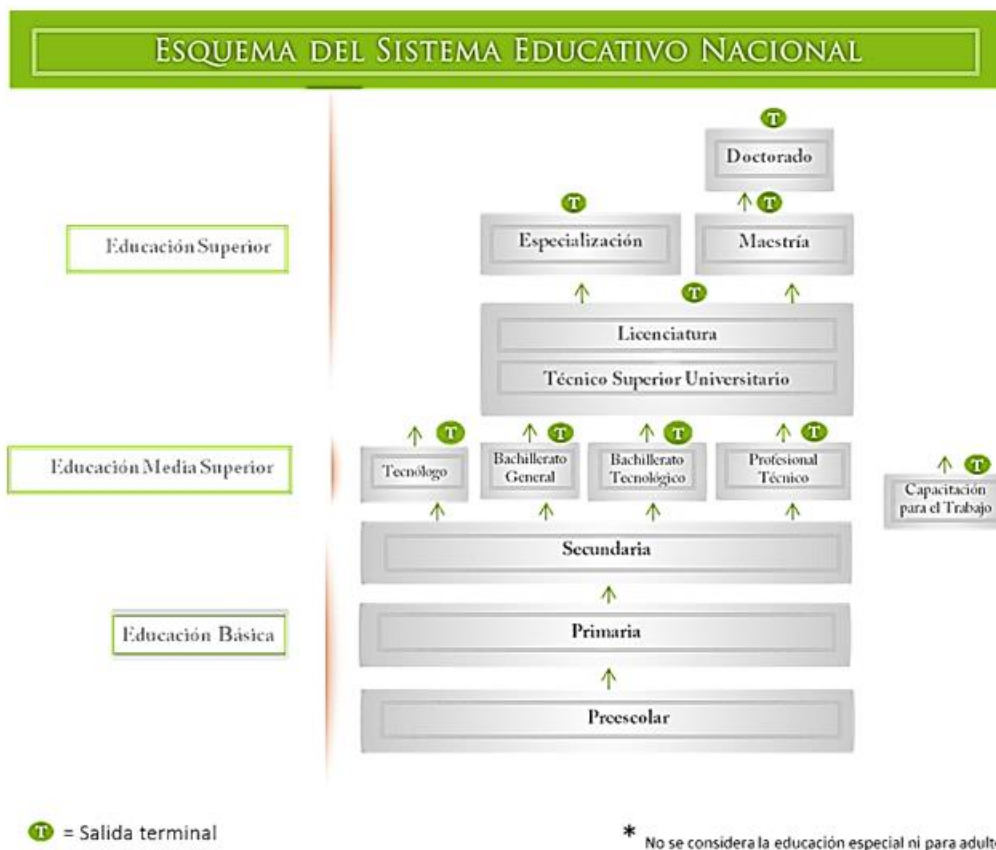 ESQUEMA DEL SISTEMA EDUCATIVO NACIONAL
T
Doctorado
T
T
Educación Superior
Especialización
Maestría
T
Licenciatura
Técnico Superior Universitario
T
T
T
T
Educación Media Superior
Tecnólogo
Bachillerato
General
Bachillerato
Tecnológico
Profesional
Técnico
T
Capacitación
para el Trabajo
Secundaria
Educación Básica
Primaria
Preescolar
T = Salida terminal
* No se considera la educación especial ni para